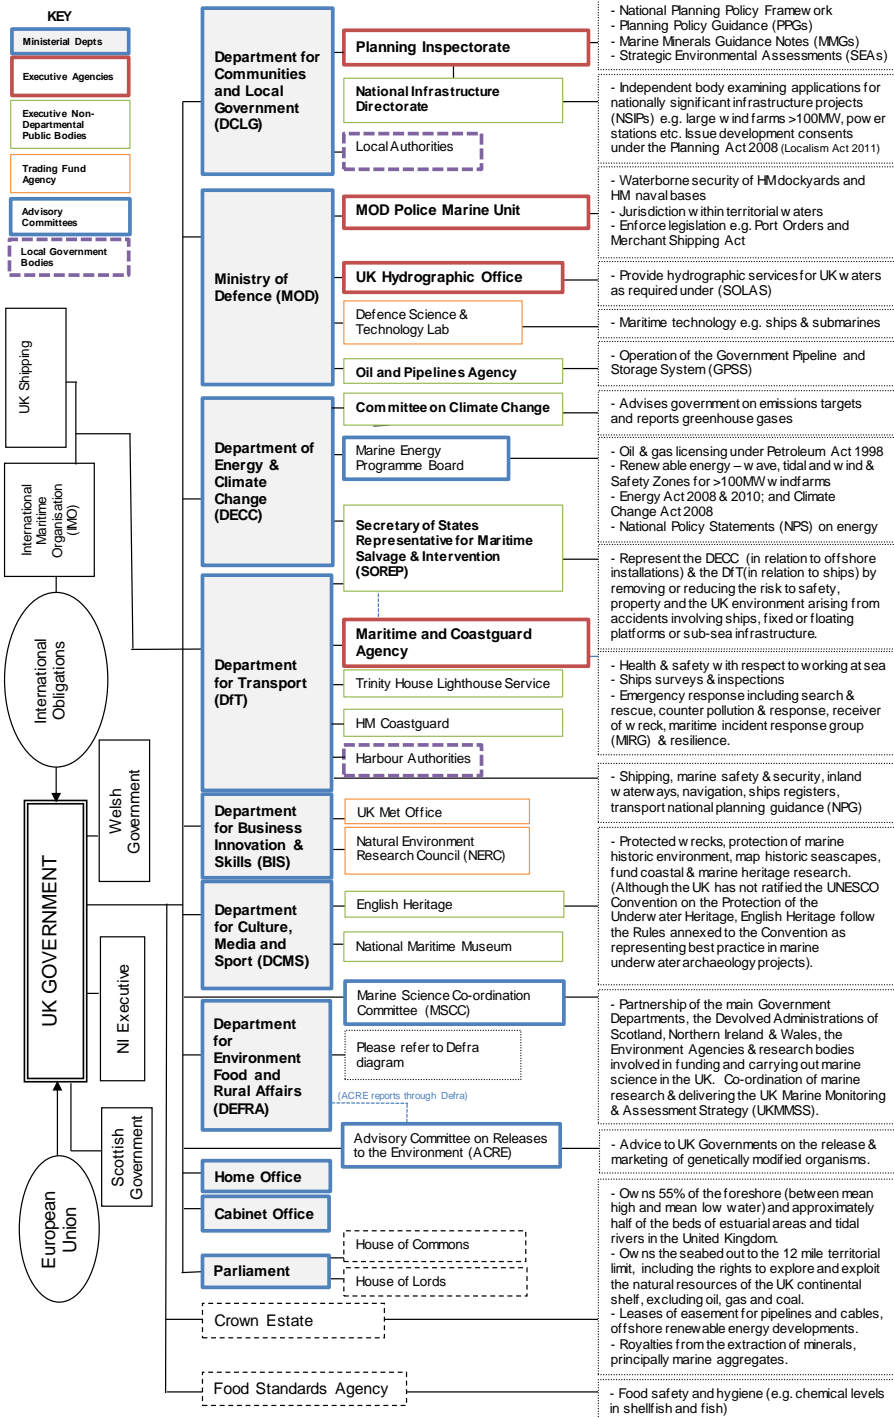 KEY
Ministerial Depts
Executive Agencies
Executive Non-
Departmental
Public Bodies
Trading Fund
Agency
Advisory
Committees
Local Government
Bodies
UK Shipping
International
Maritime
Organisation
(IMO)
International
Obligations
Welsh
Government
UK GOVERNMENT
NI Executive
Scottish
Government
European
Union
Department for
Communities
and Local
Government
(DCLG)
Planning Inspectorate
National Infrastructure
Directorate
Local Authorities
- National Planning Policy Framework
- Planning Policy Guidance (PPGs)
- Marine Minerals Guidance Notes (MMGs)
- Strategic Environmental Assessments (SEAs)
- Independent body examining applications for
nationally significant infrastructure projects
(NSIPs) e.g. large wind farms >100MW, power
stations etc. Issue development consents
under the Planning Act 2008 (Localism Act 2011)
Ministry of
Defence (MOD)
MOD Police Marine Unit
UK Hydrographic Office
Defence Science &
Technology Lab
Oil and Pipelines Agency
- Waterborne security of HM dockyards and
HM naval bases
- Jurisdiction within territorial waters
- Enforce legislation e.g. Port Orders and
Merchant Shipping Act
- Provide hydrographic services for UK waters
as required under (SOLAS)
- Maritime technology e.g. ships & submarines
- Operation of the Government Pipeline and
Storage System (GPSS)
Department of
Energy &
Climate
Change
(DECC)
Committee on Climate Change
Marine Energy
Programme Board
Secretary of States
Representative for Maritime
Salvage & Intervention
(SOREP)
- Advises government on emissions targets
and reports greenhouse gases
- Oil & gas licensing under Petroleum Act 1998
- Renewable energy – wave, tidal and wind &
Safety Zones for >100MW windfarms
- Energy Act 2008 & 2010; and Climate
Change Act 2008
- National Policy Statements (NPS) on energy
- Represent the DECC (in relation to offshore
installations) & the DfT(in relation to ships) by
removing or reducing the risk to safety,
property and the UK environment arising from
accidents involving ships, fixed or floating
platforms or sub-sea infrastructure.
Department
for Transport
(DfT)
Maritime and Coastguard
Agency
Trinity House Lighthouse Service
HM Coastguard
Harbour Authorities
- Health & safety with respect to working at sea
- Ships surveys & inspections
- Emergency response including search &
rescue, counter pollution & response, receiver
of wreck, maritime incident response group
(MIRG) & resilience.
- Shipping, marine safety & security, inland
waterways, navigation, ships registers,
transport national planning guidance (NPG)
Department
for Business
Innovation &
Skills (BIS)
UK Met Office
Natural Environment
Research Council (NERC)
Department
for Culture,
Media and
Sport (DCMS)
English Heritage
National Maritime Museum
- Protected wrecks, protection of marine
historic environment, map historic seascapes,
fund coastal & marine heritage research.
(Although the UK has not ratified the UNESCO
Convention on the Protection of the
Underwater Heritage, English Heritage follow
the Rules annexed to the Convention as
representing best practice in marine
underwater archaeology projects).
Department
for
Environment
Food and
Rural Affairs
(DEFRA)
Marine Science Co-ordination
Committee (MSCC)
Please refer to Defra
diagram
(ACRE reports through Defra)
Advisory Committee on Releases
to the Environment (ACRE)
- Partnership of the main Government
Departments, the Devolved Administrations of
Scotland, Northern Ireland & Wales, the
Environment Agencies & research bodies
involved in funding and carrying out marine
science in the UK. Co-ordination of marine
research & delivering the UK Marine Monitoring
& Assessment Strategy (UKMMSS).
- Advice to UK Governments on the release &
marketing of genetically modified organisms.
Home Office
Cabinet Office
Parliament
House of Commons
House of Lords
Crown Estate
- Owns 55% of the foreshore (between mean
high and mean low water) and approximately
half of the beds of estuarial areas and tidal
rivers in the United Kingdom.
- Owns the seabed out to the 12 mile territorial
limit, including the rights to explore and exploit
the natural resources of the UK continental
shelf, excluding oil, gas and coal.
- Leases of easement for pipelines and cables,
offshore renewable energy developments.
- Royalties from the extraction of minerals,
principally marine aggregates.
Food Standards Agency
- Food safety and hygiene (e.g. chemical levels
in shellfish and fish)